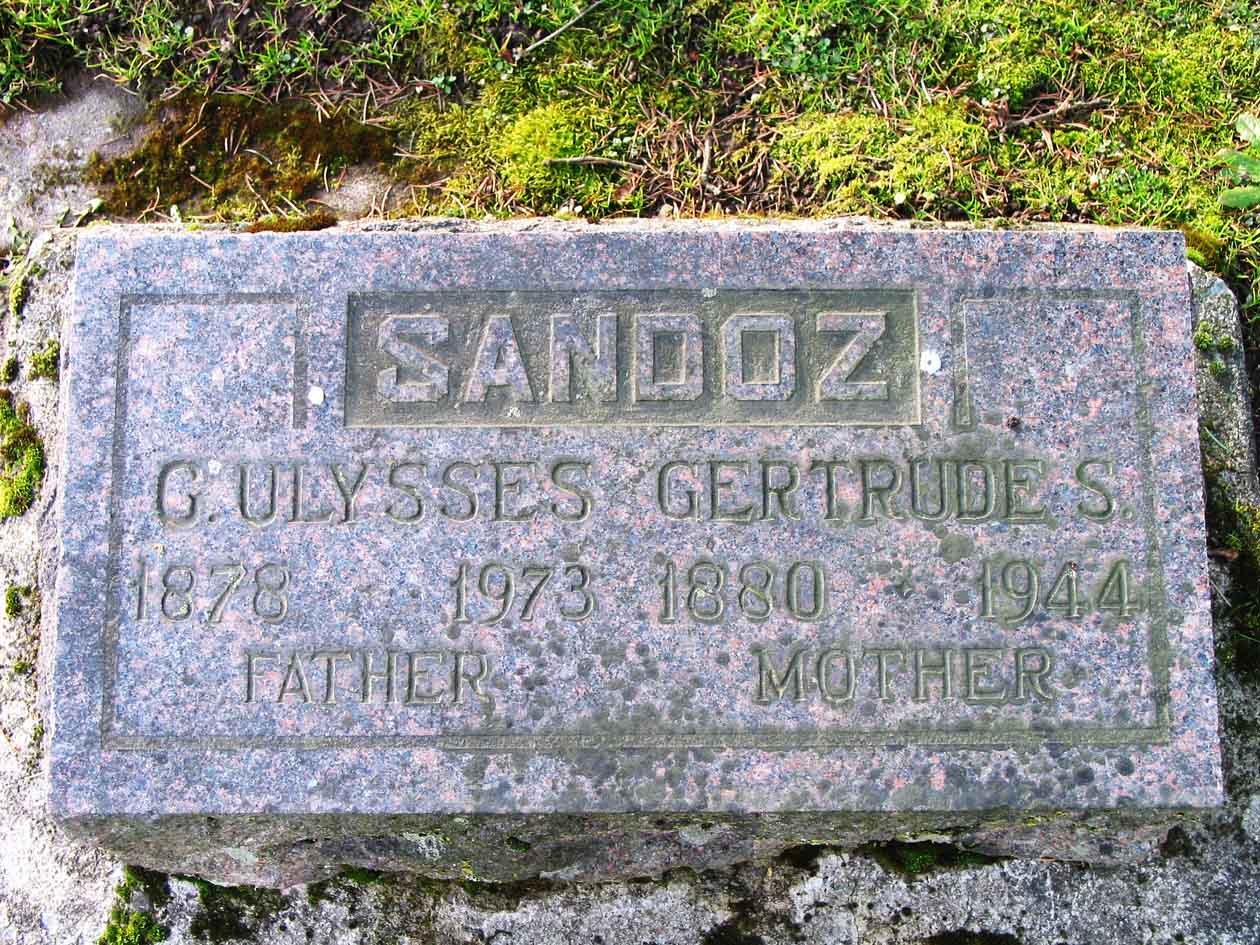 SANDOZ
G. ULYSSES GERTRUDE S.
1878 1973 1880 1944
FATHER MOTHER